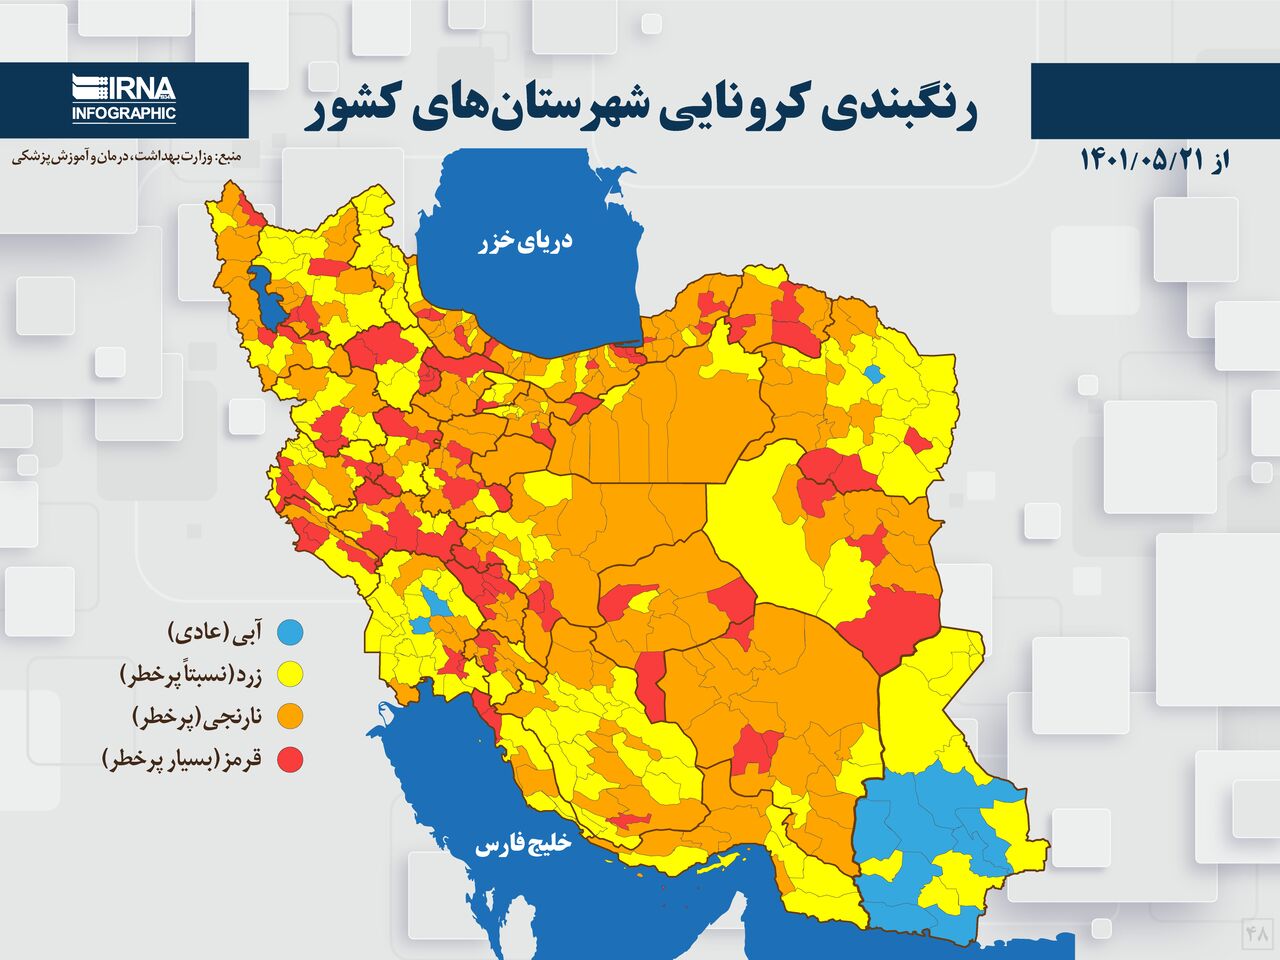 IRNA
INFOGRAPHIC
رنگبندی کرونایی شهرستان‌های کشور
از ۱۴۰۱/۰۵/۲۱
منبع: وزارت بهداشت، درمان و آموزش پزشکی
دریای خزر
آبی (عادی)
زرد (نسبتاً پرخطر)
نارنجی (پرخطر)
قرمز (بسیار پرخطر)
خلیج فارس
۴۸